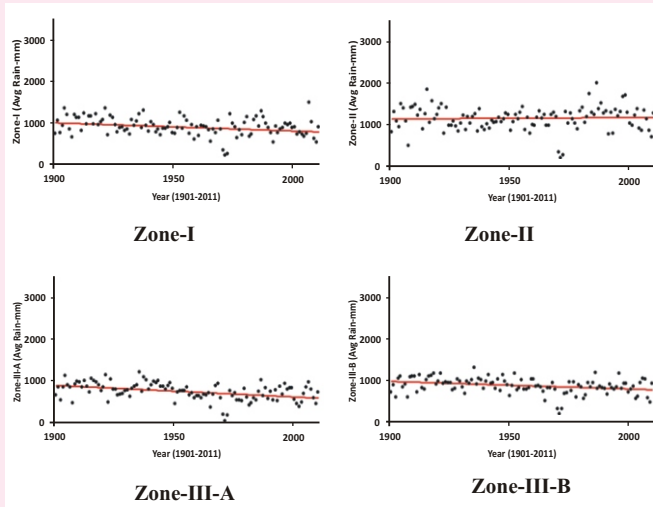 3000
2000
1000
0
Zone-I (Avg Rain-mm)
1900
1950
2000
Year (1901-2011)
Zone-I
3000
2000
1000
0
Zone-II (Avg Rain-mm)
1900
1950
2000
Year (1901-2011)
Zone-II
3000
2000
1000
0
Zone-III-A (Avg Rain-mm)
1900
1950
2000
Year (1901-2011)
Zone-III-A
3000
2000
1000
0
Zone-III-B (Avg Rain-mm)
1900
1950
2000
Year (1901-2011)
Zone-III-B